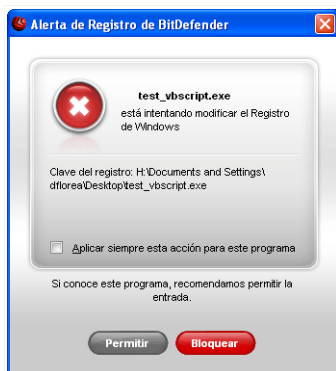 Alerta de Registro de BitDefender
test_vbscript.exe
está intentando modificar el Registro
de Windows
Clave del registro: H:\Documents and Settings\
dflorea\Desktop\test_vbscript.exe
Aplicar siempre esta acción para este programa
Si conoce este programa, recomendamos permitir la
entrada.
Permitir
Bloquear